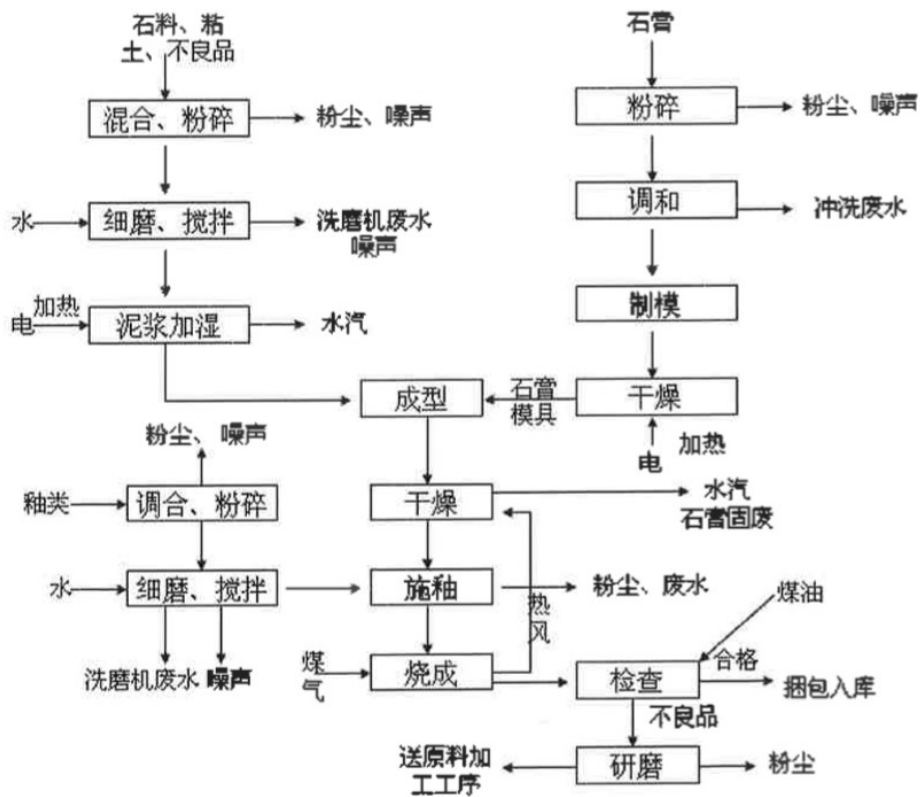 石料、粘
土、不良品
石膏
混合、粉碎
粉尘、噪声
粉碎
粉尘、噪声
水
细磨、搅拌
洗磨机废水
噪声
调和
冲洗废水
电
加热
泥浆加湿
水汽
制模
成型
石膏
模具
干燥
电
加热
粉尘、噪声
釉类
调合、粉碎
干燥
水汽
石膏固废
水
细磨、搅拌
施釉
热
风
粉尘、废水
煤油
洗磨机废水
噪声
煤
气
烧成
检查
合格
捆包入库
不良品
送原料加
工工序
研磨
粉尘